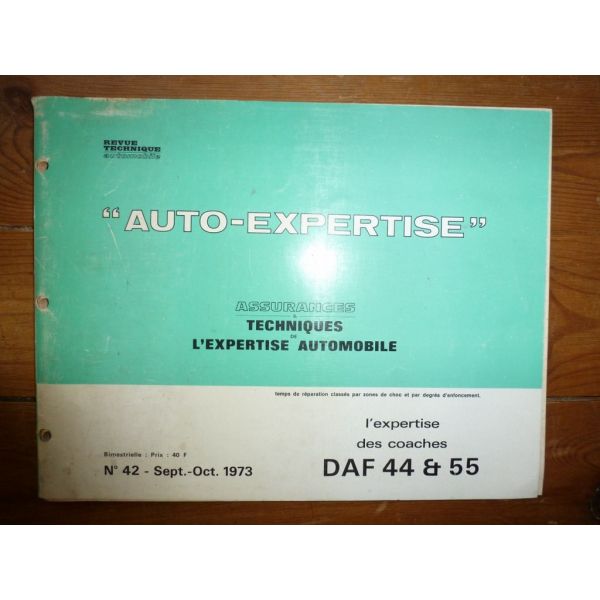 REVUE
TECHNIQUE
automobile
"AUTO-EXPERTISE"
ASSURANCES
&
TECHNIQUES
DE
L'EXPERTISE AUTOMOBILE
temps de réparation classés par zones de choc et par degrés d'enfoncement.
l'expertise
des coaches
DAF 44 & 55
Bimestrielle : Prix : 40 F
N° 42 - Sept.-Oct. 1973